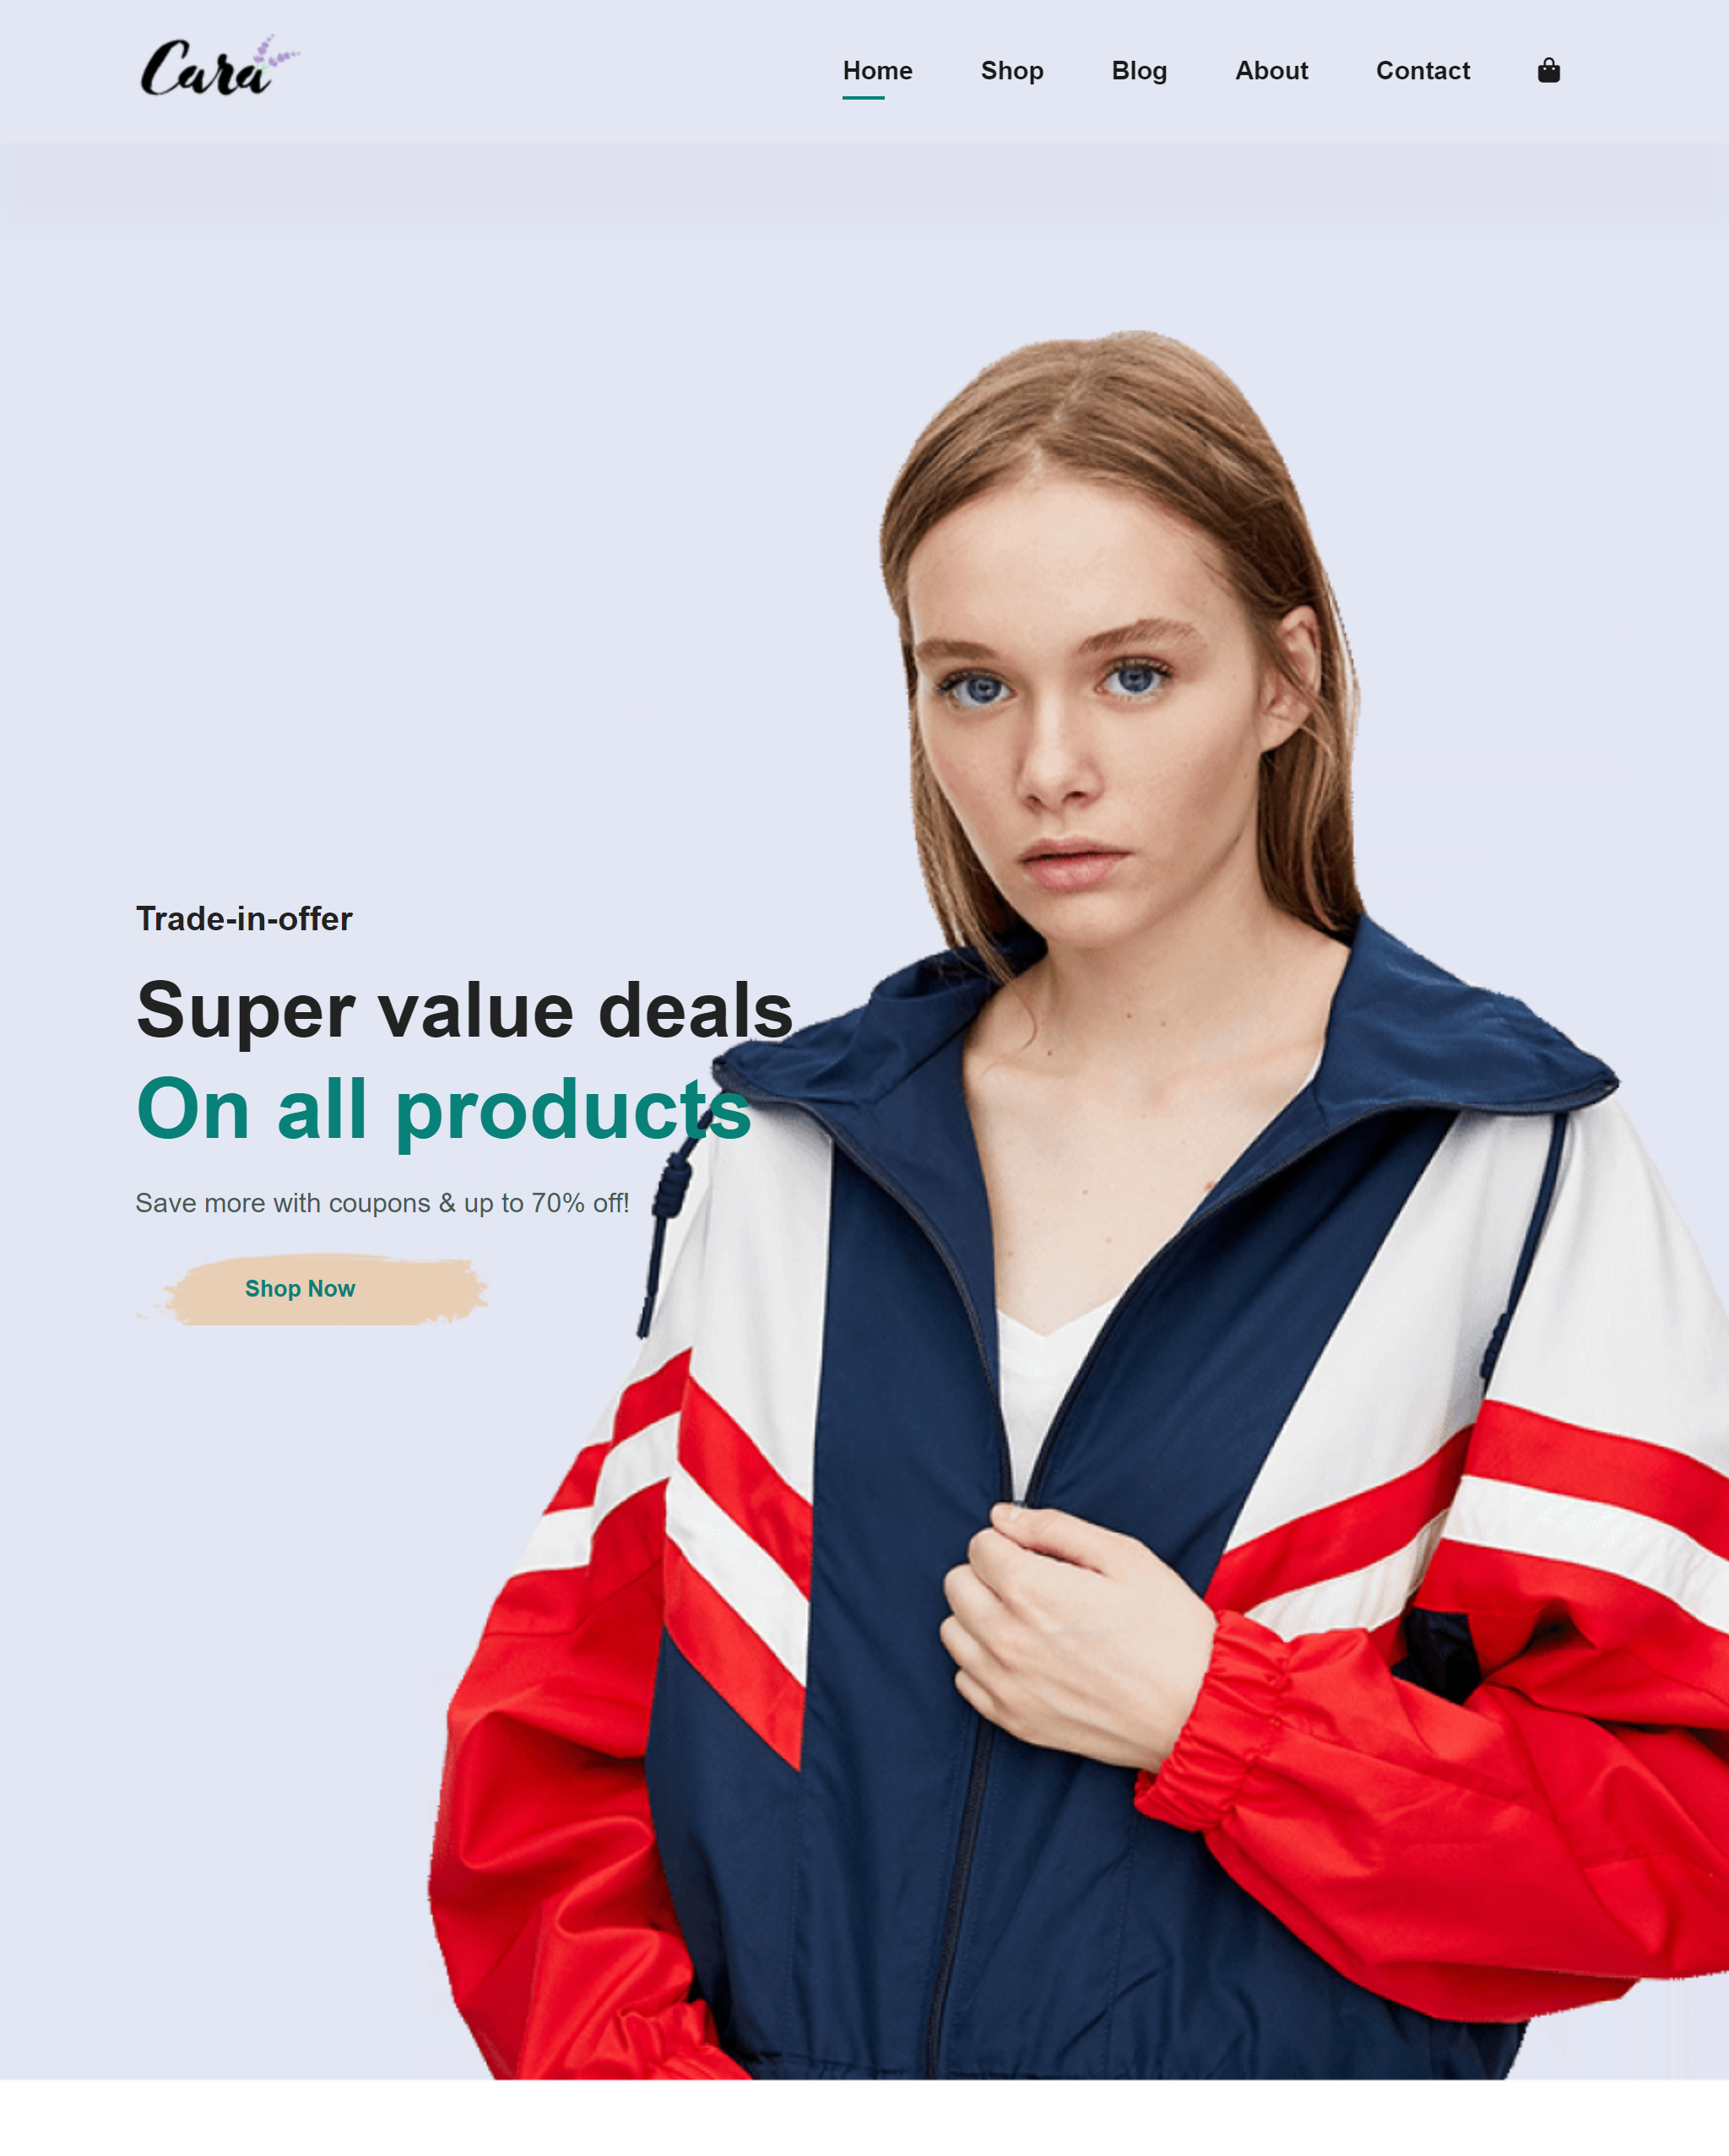 Cara
Home Shop Blog About Contact
Trade-in-offer
Super value deals
On all products
Save more with coupons & up to 70% off!
Shop Now